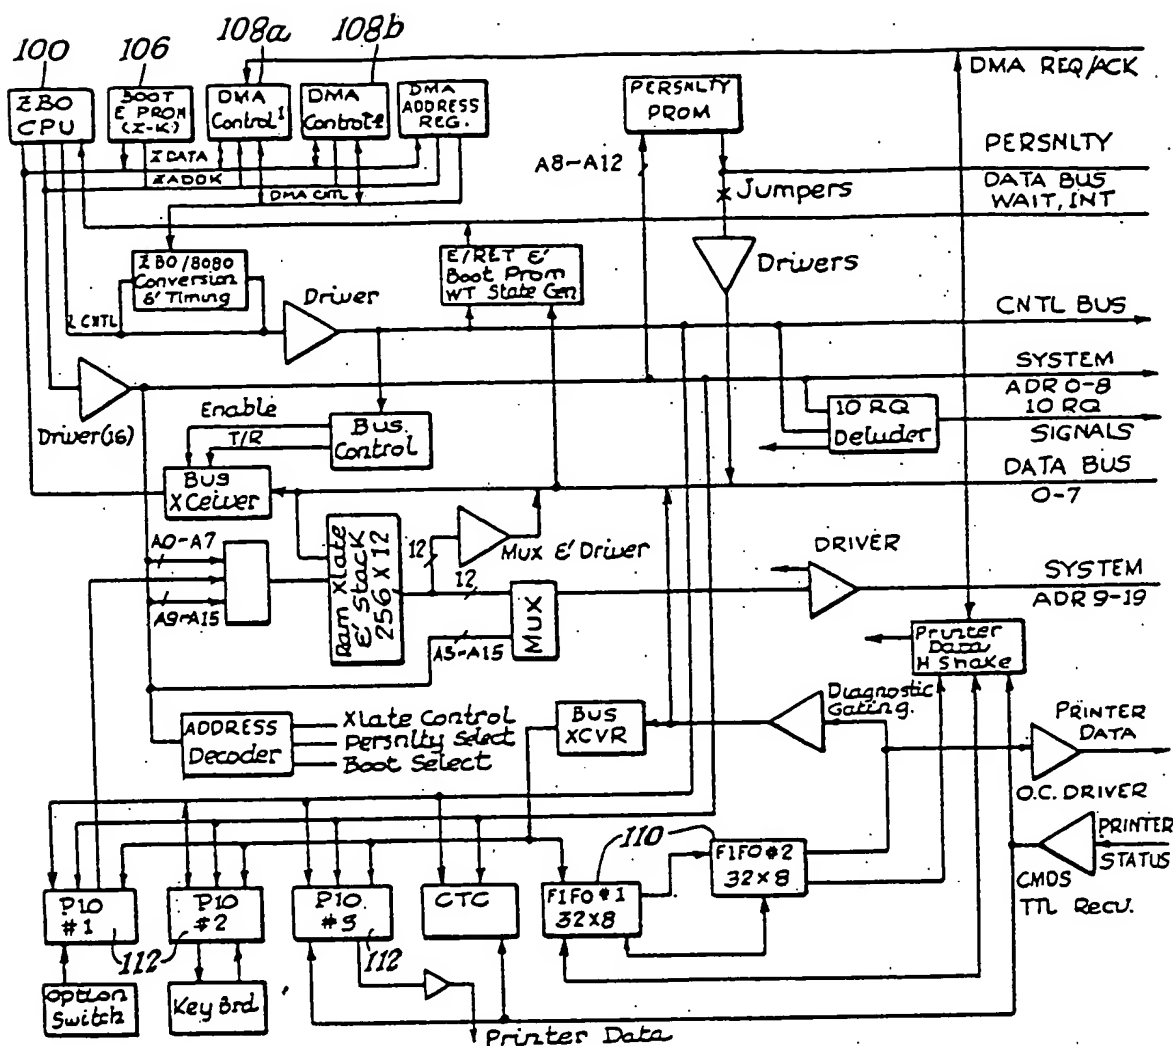 100
106
108a
108b
ZBO
CPU
BOOT
E PROM
(Z-K)
DMA
Control 1
DMA
Control 2
DMA
ADDRESS
REG.
PERSNLTY
PROM
DMA REQ/ACK
Z DATA
Z ADDR
DMA CNTL
A8-A12
PERSNLTY
DATA BUS
Jumpers
WAIT, INT
ZBO/8080
Conversion
&' Timing
E/RET &'
Boot Prom
WT State Gen
Drivers
Driver
Z CNTL
CNTL BUS
SYSTEM
ADR 0-8
Driver(16)
Enable
T/R
Bus
Control
IO RQ
Deluder
IO RQ
SIGNALS
Bus
XCeiver
DATA BUS
0-7
A0-A7
A9-A15
Ram Xlate
&' Stack
256 X 12
12
Mux &' Driver
12
Mux
A3-A15
DRIVER
SYSTEM
ADR 9-19
Printer
Data
H Shake
ADDRESS
Decoder
Xlate Control
Persnlty Select
Boot Select
BUS
XCVR
Diagnostic
Gating.
PRINTER
DATA
O.C. DRIVER
PRINTER
STATUS
CMDS
TTL Recv.
110
PIO
#1
PIO
#2
PIO
#3
CTC
FIFO #1
32X8
FIFO #2
32X8
112
112
Option
Switch
Key Brd
Printer Data